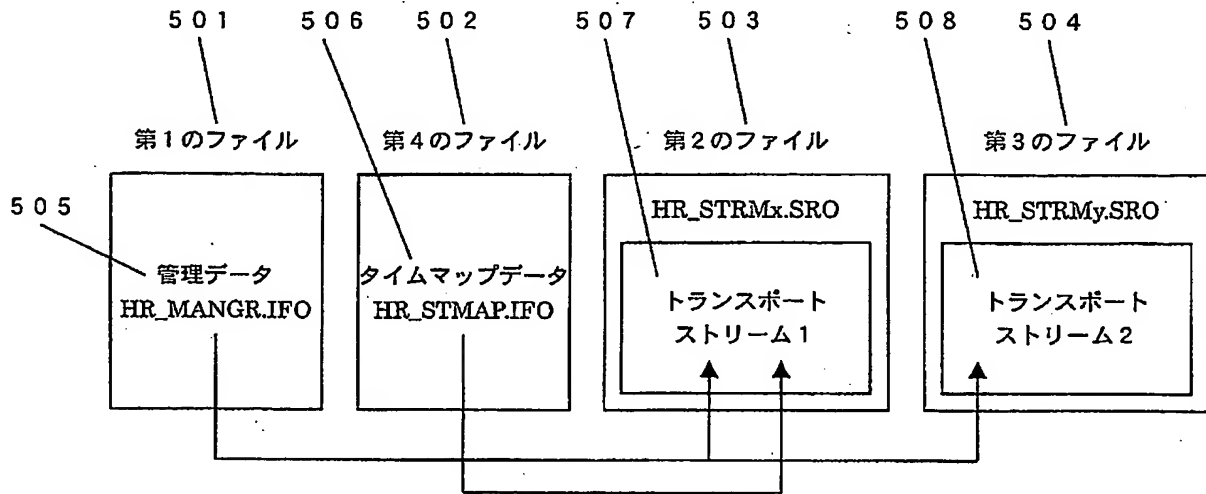 501 506 502 507 503 508 504
第1のファイル 第4のファイル 第2のファイル 第3のファイル
505
HR_STRMx.SRO HR_STRMy.SRO
管理データ タイムマップデータ トランスポート トランスポート
HR_MANGR.IFO HR_STMAP.IFO ストリーム1 ストリーム2